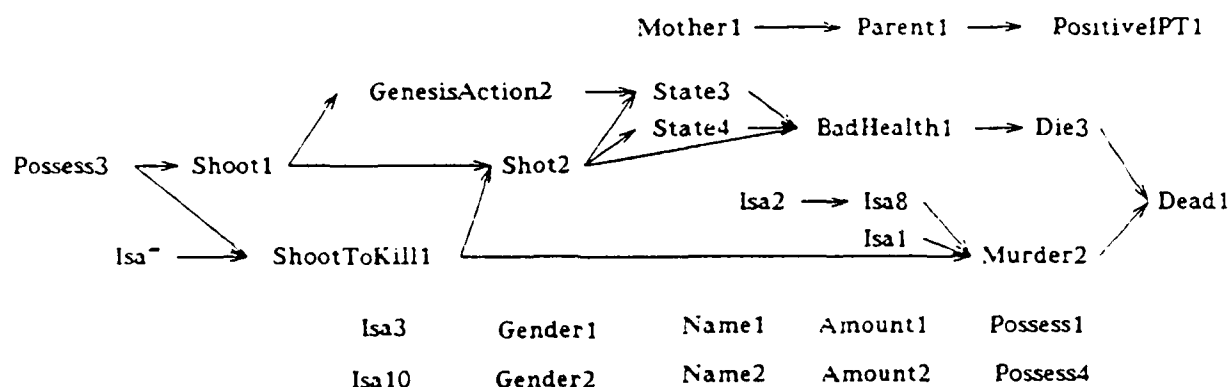 Mother1 Parent1 PositiveIPT1
GenesisAction2 State3
State4 BadHealth1 Die3
Possess3 Shoot1 Shot2
Isa2 Isa8 Dead1
Isa1
Isa- ShootToKill1 Murder2
Isa3 Gender1 Name1 Amount1 Possess1
Isa10 Gender2 Name2 Amount2 Possess4